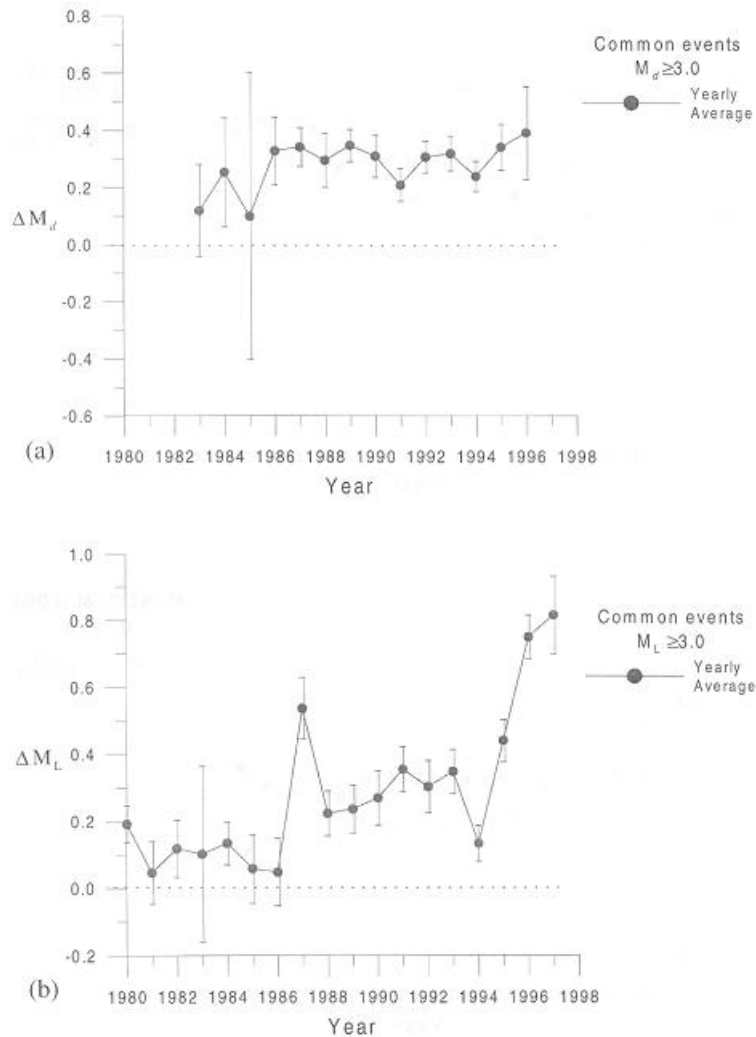 0.8
0.6
0.4
0.2
0.0
-0.2
-0.4
-0.6
ΔM_d
Common events
M_d ≥3.0
Yearly
Average
1980 1982 1984 1986 1988 1990 1992 1994 1996 1998
(a)
Year
1.0
0.8
0.6
0.4
0.2
0.0
-0.2
ΔM_L
Common events
M_L ≥3.0
Yearly
Average
1980 1982 1984 1986 1988 1990 1992 1994 1996 1998
(b)
Year